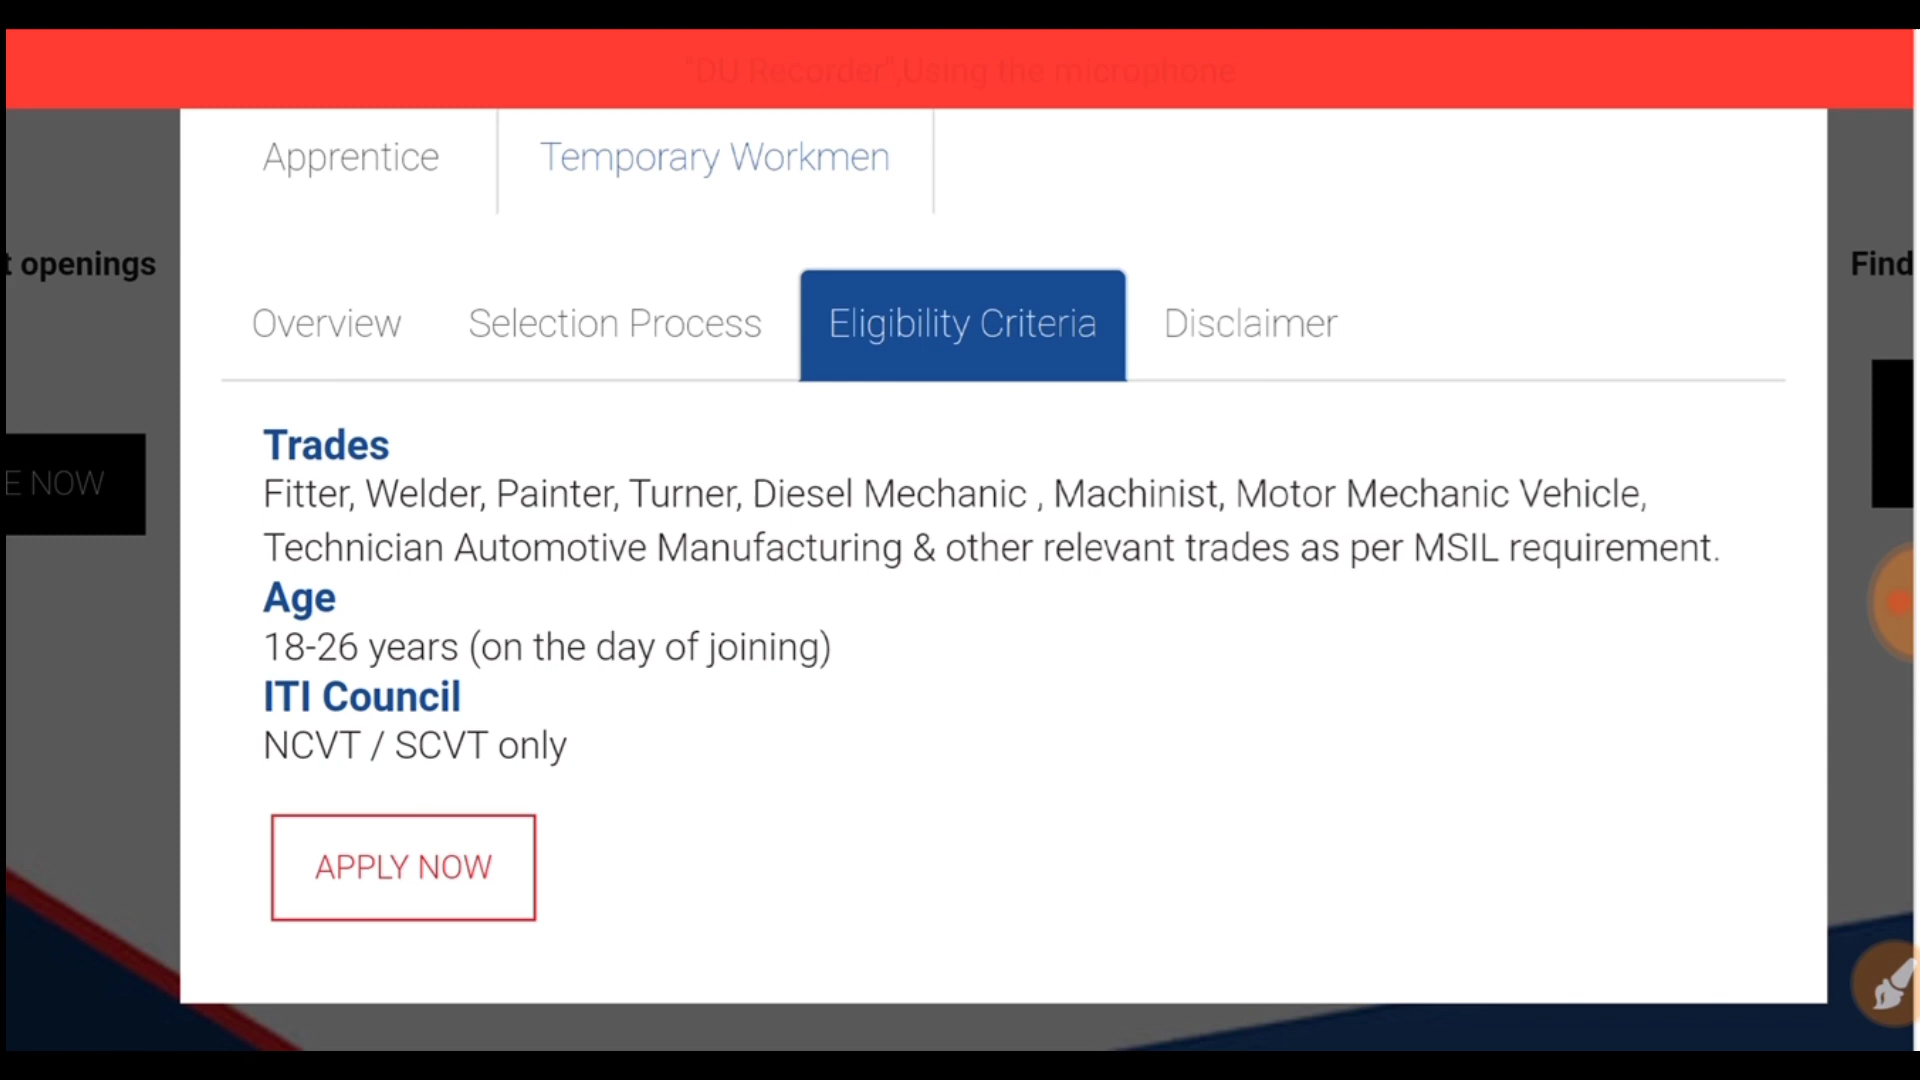 "DU Recorder",Using the microphone
Apprentice
Temporary Workmen
t openings
Find
Overview
Selection Process
Eligibility Criteria
Disclaimer
Trades
E NOW
Fitter, Welder, Painter, Turner, Diesel Mechanic , Machinist, Motor Mechanic Vehicle,
Technician Automotive Manufacturing & other relevant trades as per MSIL requirement.
Age
18-26 years (on the day of joining)
ITI Council
NCVT / SCVT only
APPLY NOW